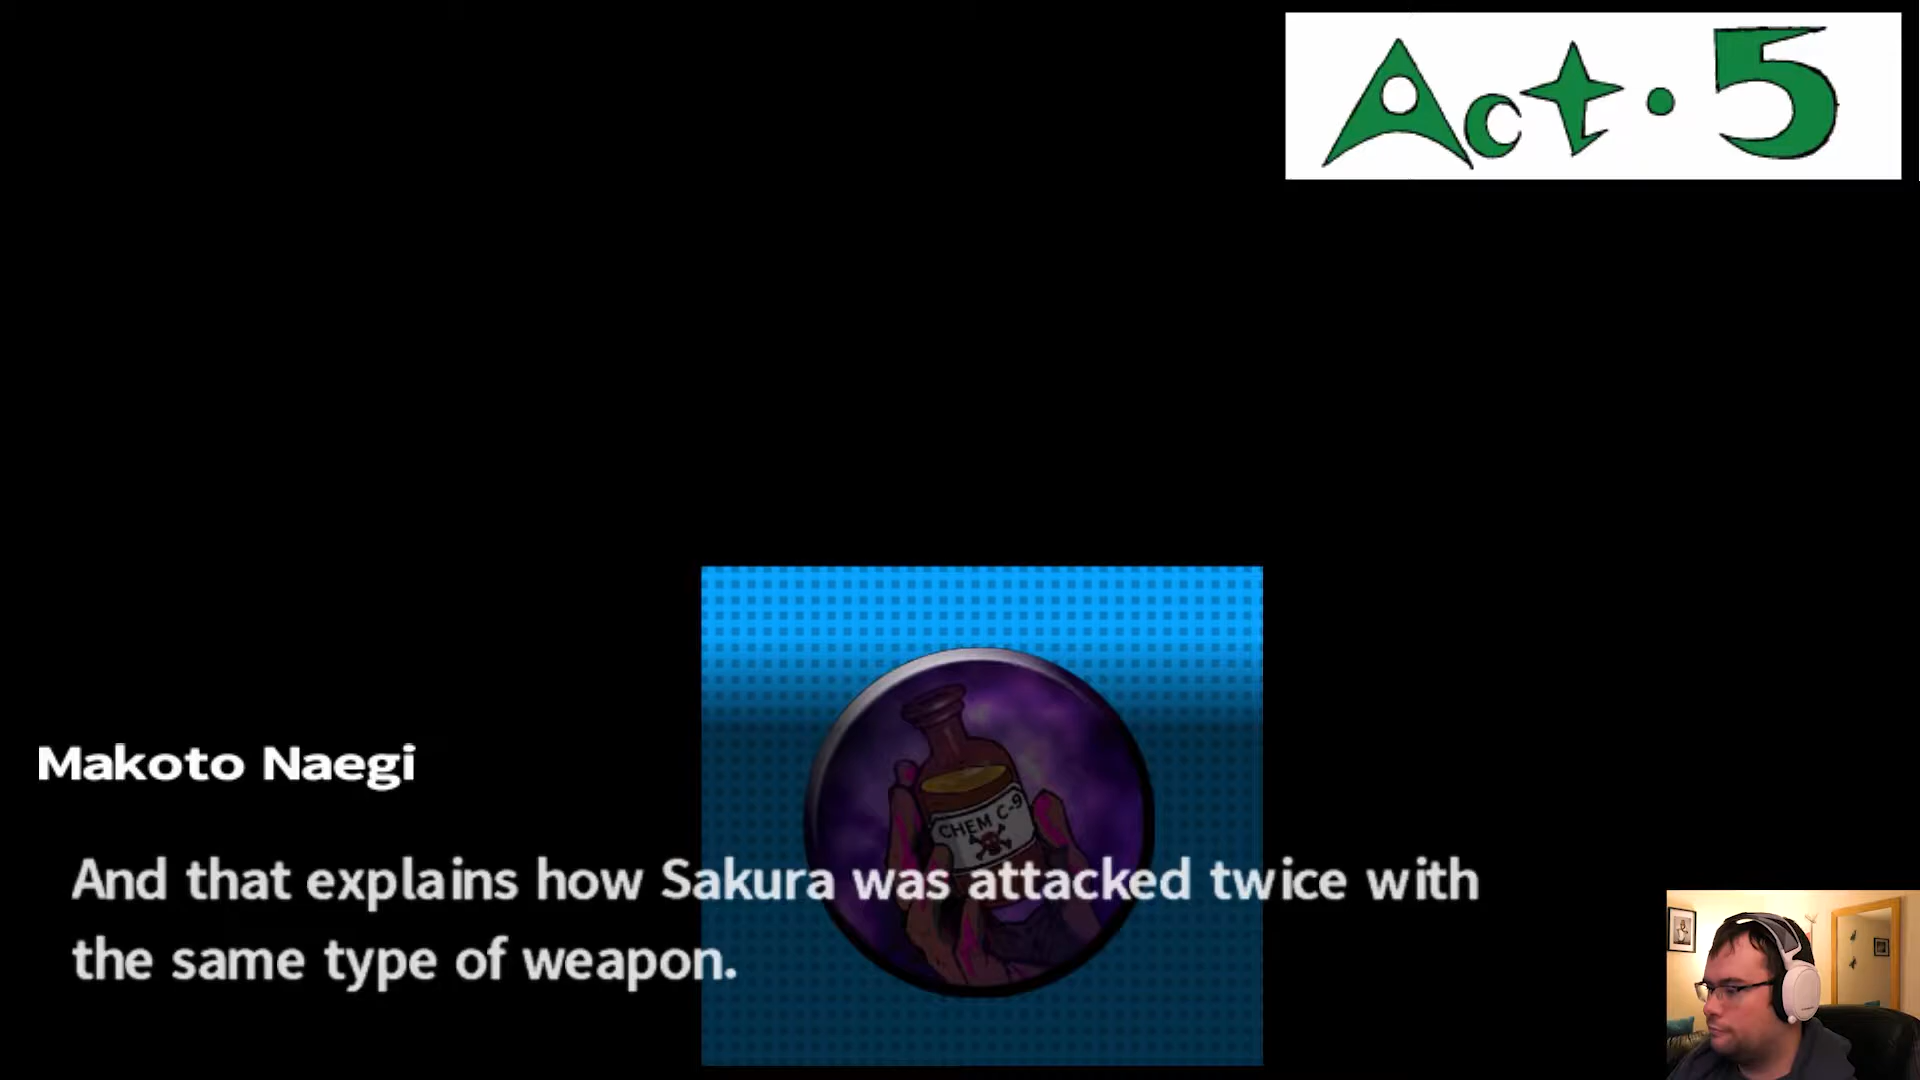 Act・5
CHEM C-9
Makoto Naegi
And that explains how Sakura was attacked twice with
the same type of weapon.